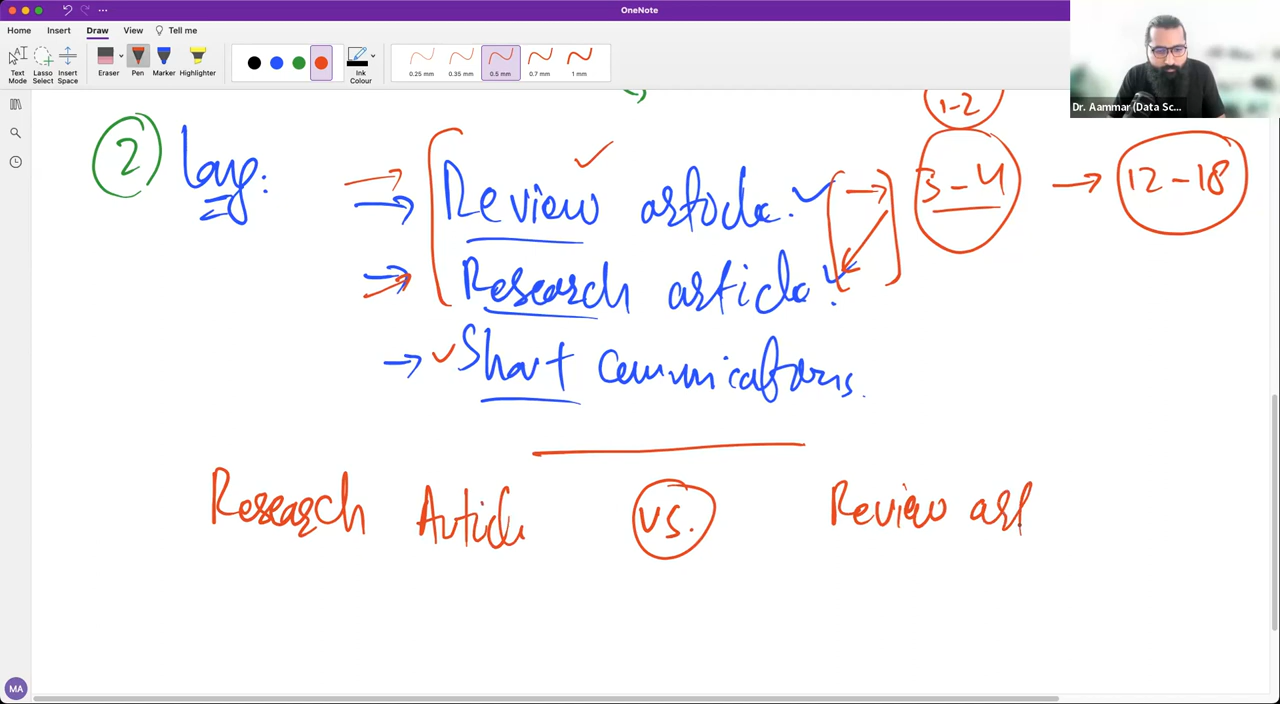 OneNote
Home Insert Draw View Tell me
Text Mode Lasso Select Insert Space Eraser Pen Marker Highlighter Ink Colour 0.25 mm 0.35 mm 0.5 mm 0.7 mm 1 mm
Dr. Aammar (Data Sc...
1-2
2 Long: → Review article. → 3-4 → 12-18
→ Research article.
→ Short communications.
Research Article vs. Review art
MA